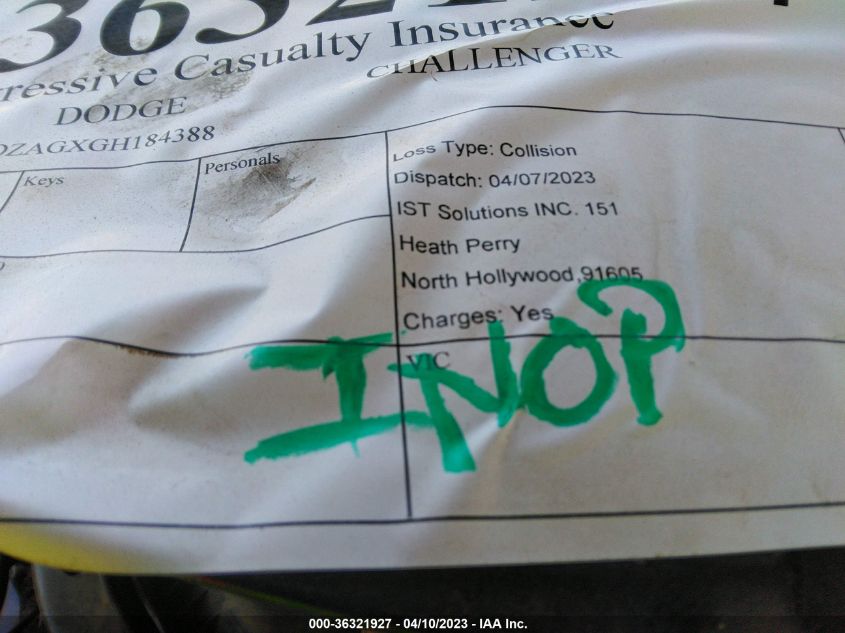 ressive Casualty Insurance
DODGE CHALLENGER
DZAGXGH184388
Keys
Personals
Loss Type: Collision
Dispatch: 04/07/2023
IST Solutions INC. 151
Heath Perry
North Hollywood,91605
Charges: Yes
VIC
INOP
000-36321927 - 04/10/2023 - IAA Inc.